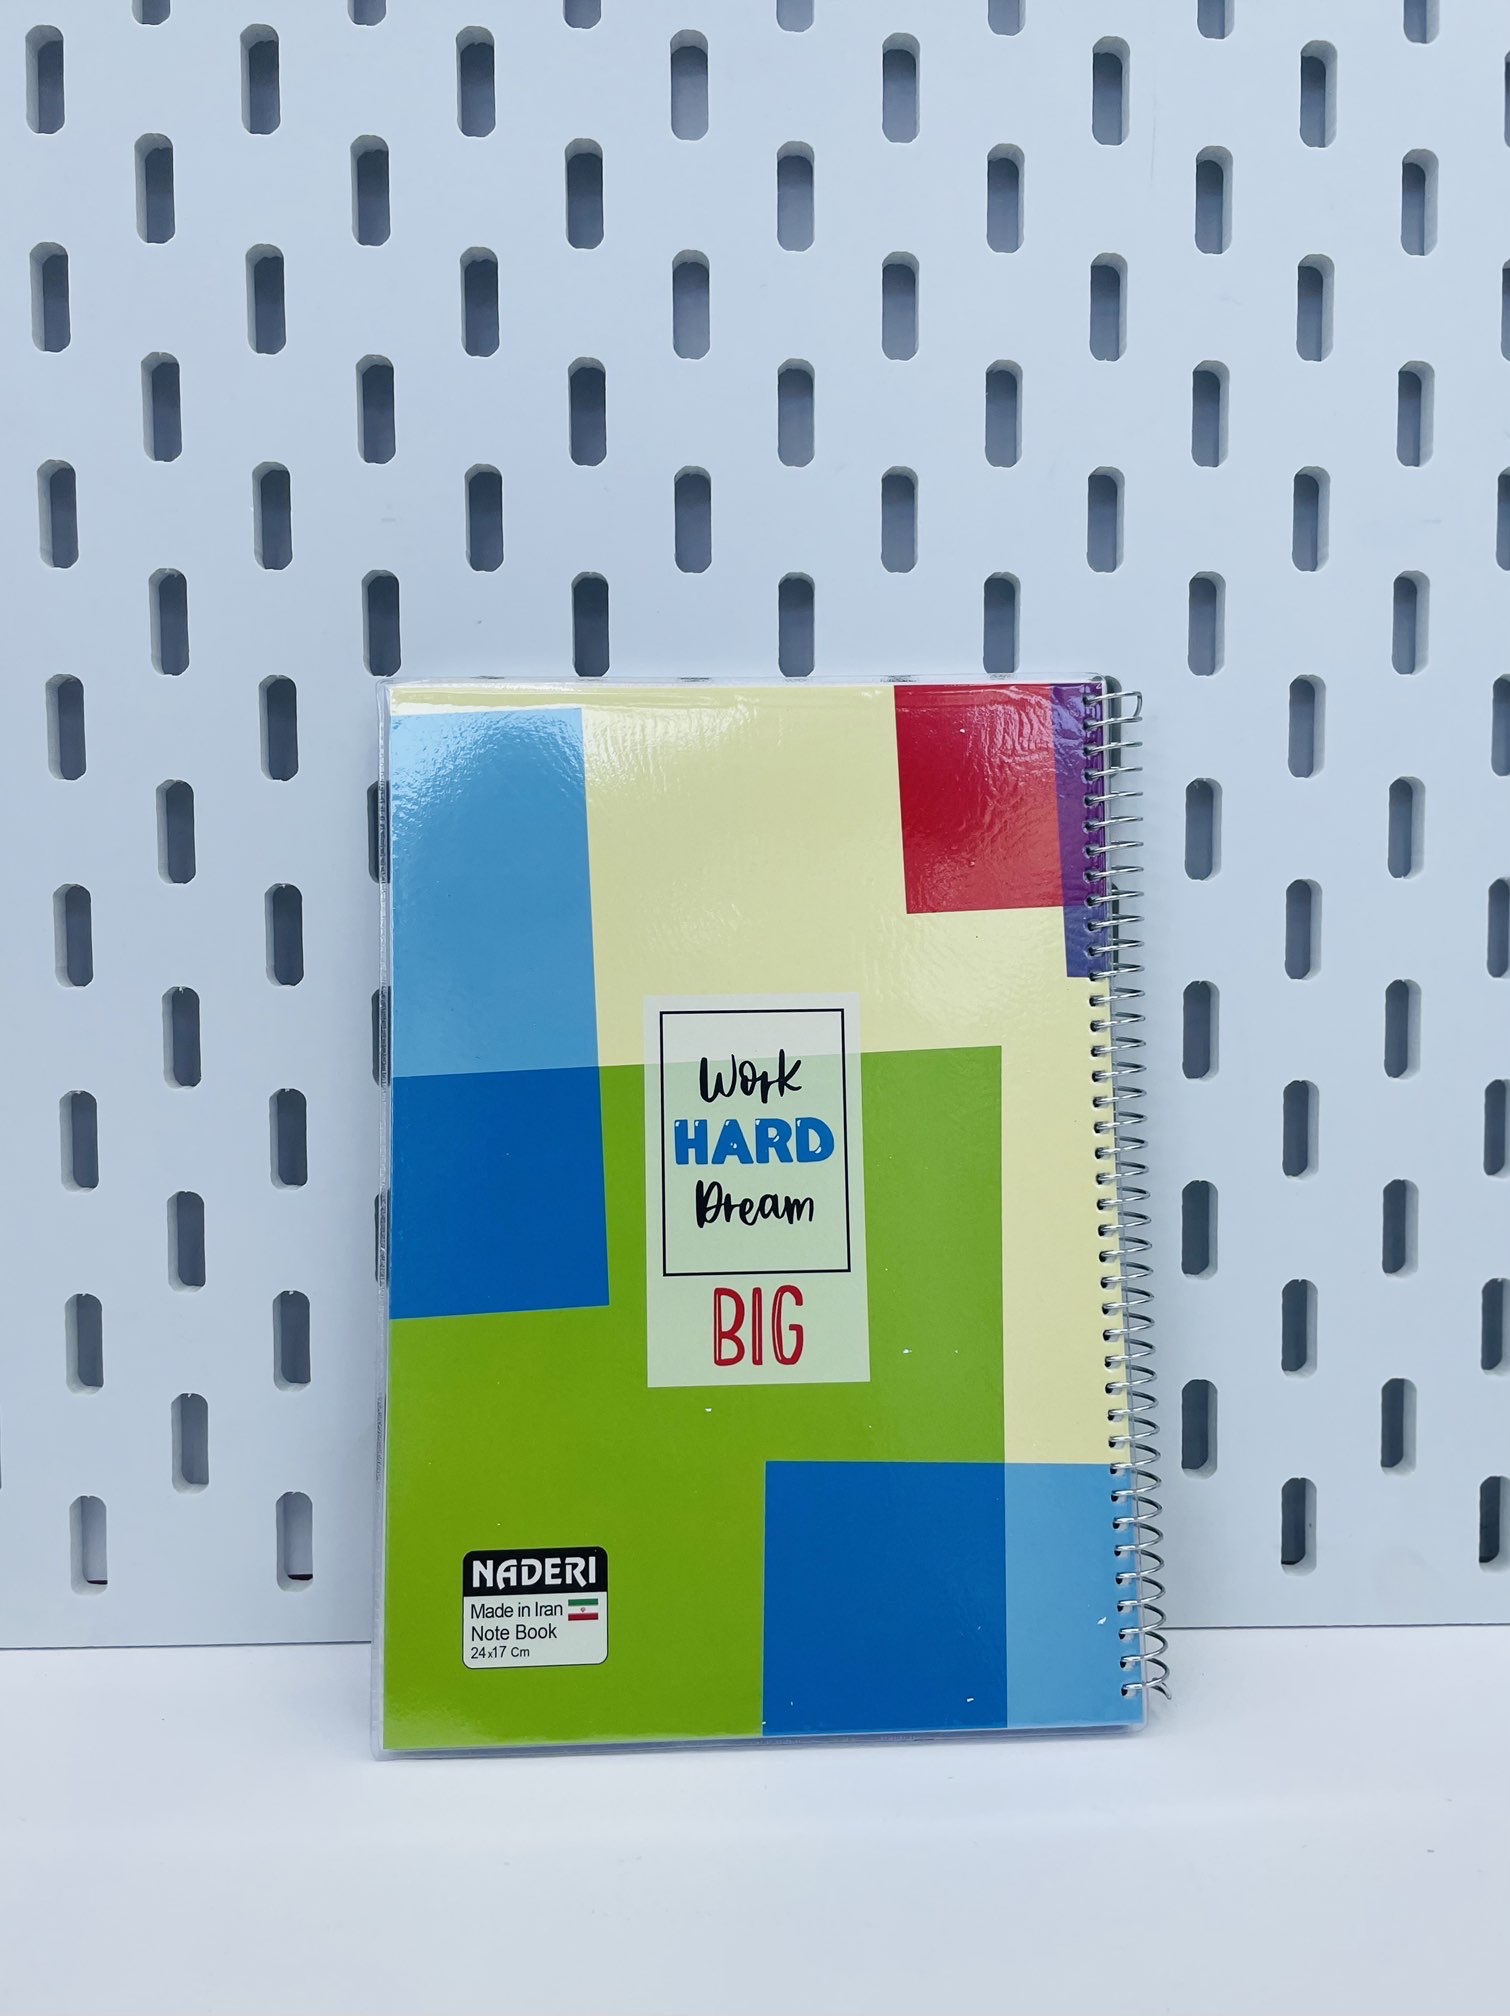 Work
HARD
Dream
BIG
NADERI
Made in Iran
Note Book
24x17 Cm